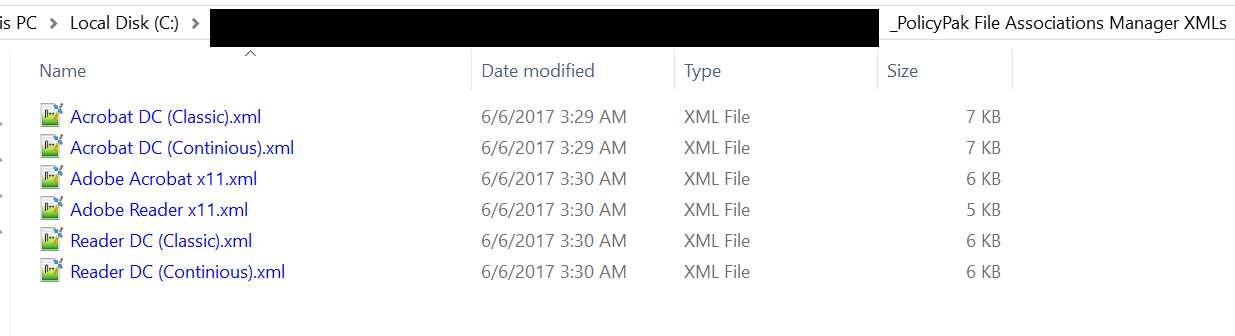 is PC > Local Disk (C:) > _PolicyPak File Associations Manager XMLs
Name Date modified Type Size
Acrobat DC (Classic).xml 6/6/2017 3:29 AM XML File 7 KB
Acrobat DC (Continious).xml 6/6/2017 3:29 AM XML File 7 KB
Adobe Acrobat x11.xml 6/6/2017 3:30 AM XML File 6 KB
Adobe Reader x11.xml 6/6/2017 3:30 AM XML File 5 KB
Reader DC (Classic).xml 6/6/2017 3:30 AM XML File 6 KB
Reader DC (Continious).xml 6/6/2017 3:30 AM XML File 6 KB